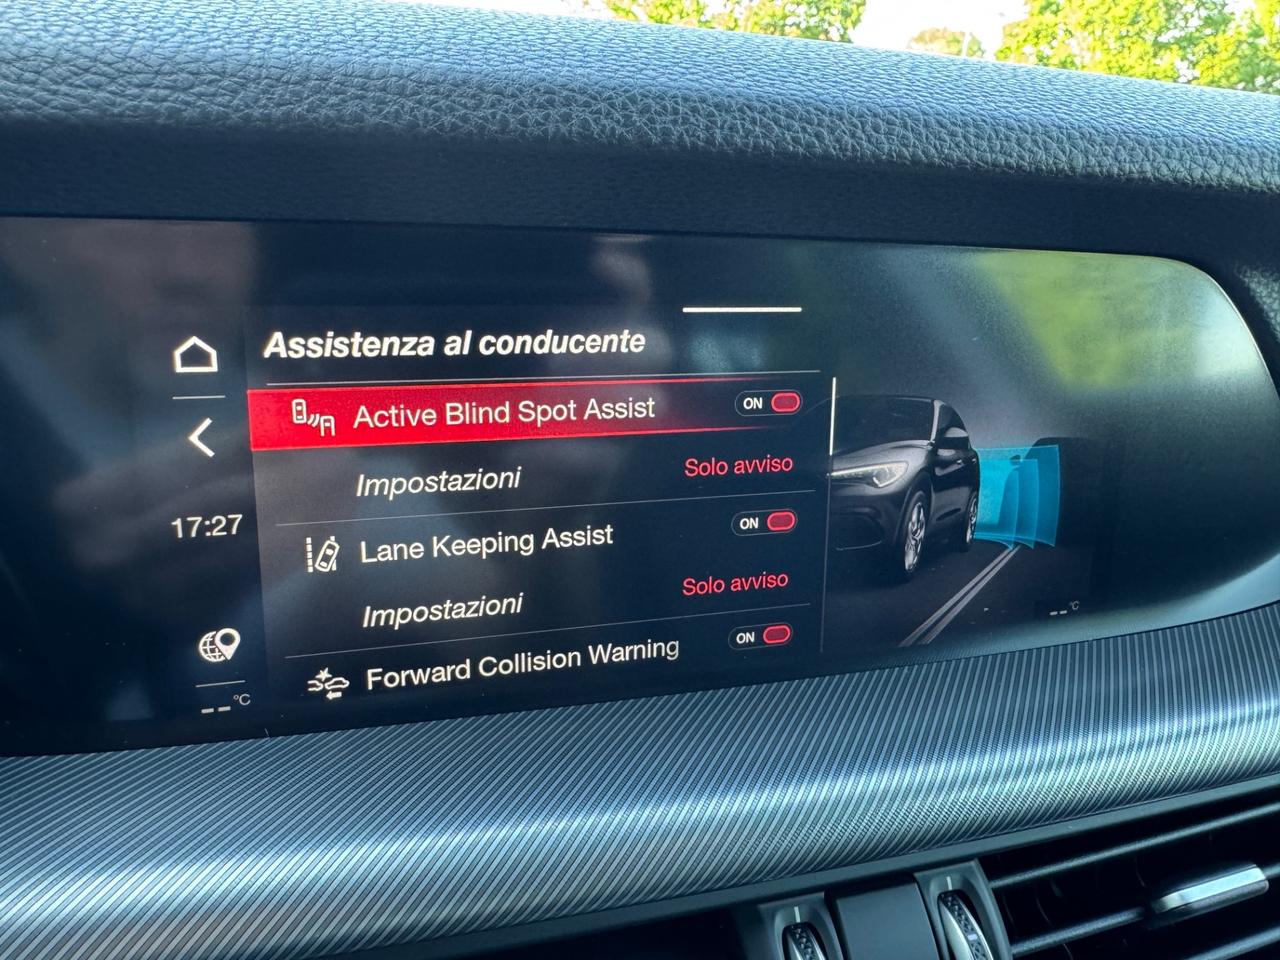 Assistenza al conducente
Active Blind Spot Assist ON
Impostazioni Solo avviso
17:27
Lane Keeping Assist ON
Impostazioni Solo avviso
Forward Collision Warning ON
--°C
--°C